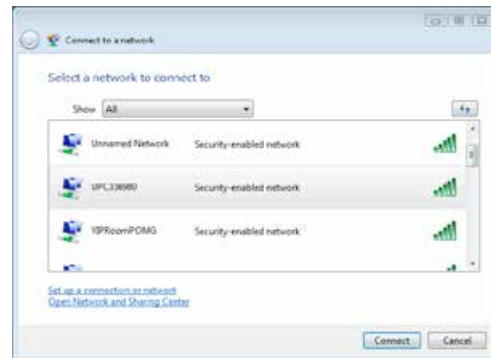 Connect to a network
Select a network to connect to
Show All
Unnamed Network Security-enabled network
Security-enabled network
VIPRoomPOMG Security-enabled network
Set up a connection or network
Open Network and Sharing Center
Connect Cancel